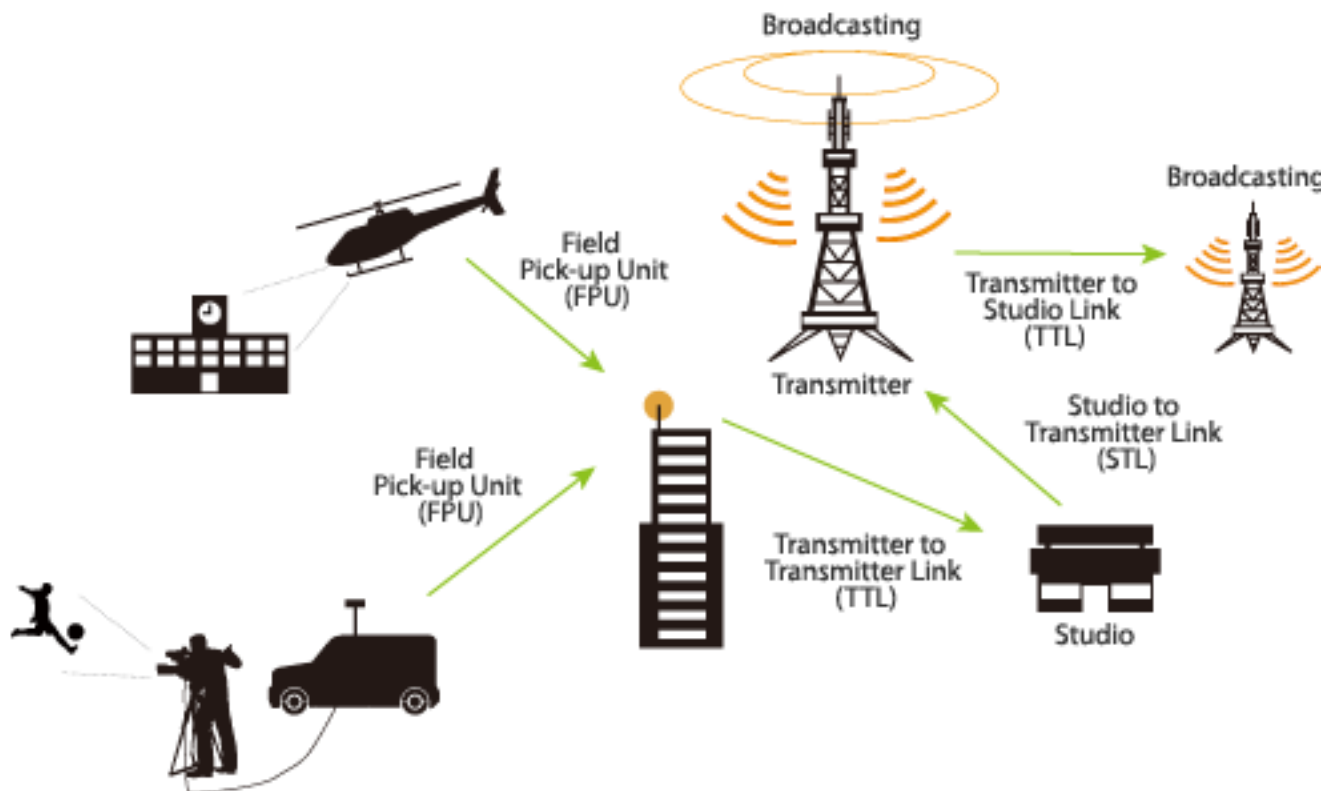 Broadcasting
Broadcasting
Field
Pick-up Unit
(FPU)
Transmitter to
Studio Link
(TTL)
Transmitter
Studio to
Transmitter Link
(STL)
Field
Pick-up Unit
(FPU)
Transmitter to
Transmitter Link
(TTL)
Studio